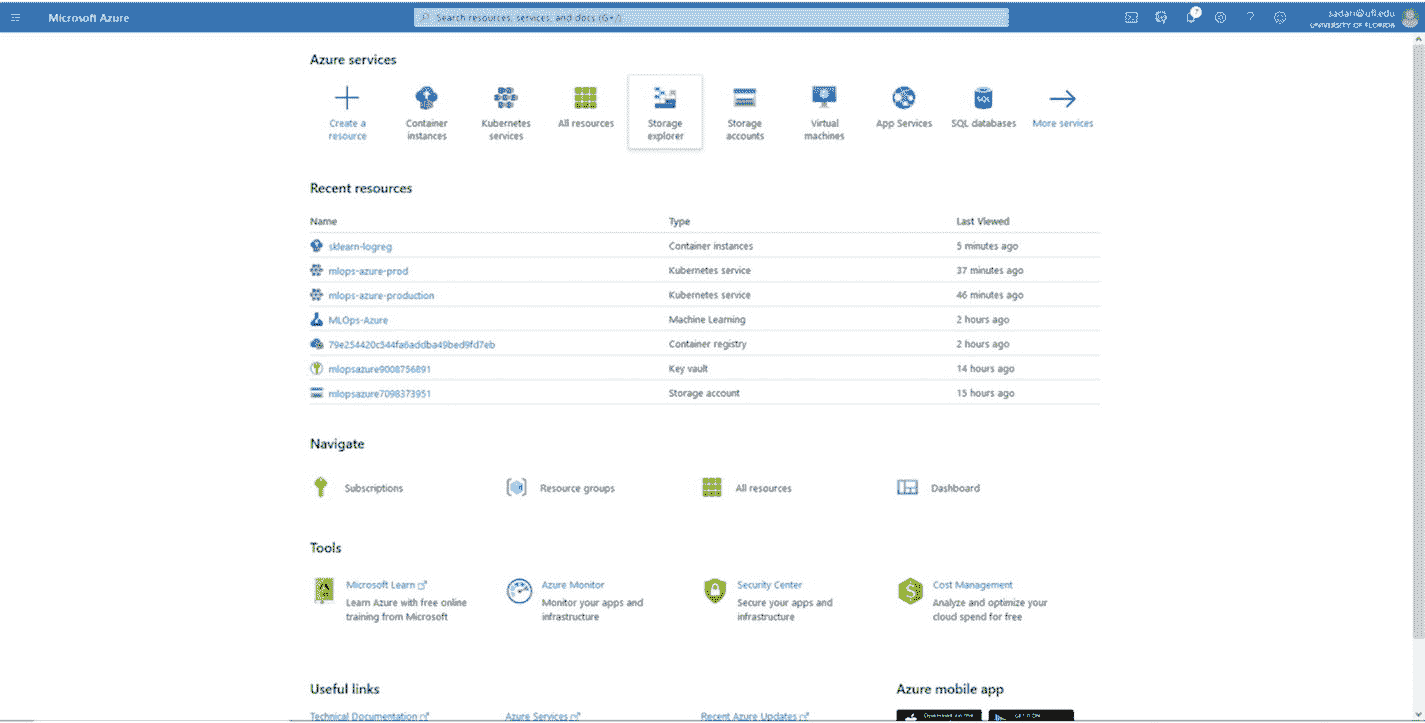 Microsoft Azure
Search resources, services, and docs (G+/)
UNIVERSITY OF FLORIDA
Azure services
Create a resource
Container instances
Kubernetes services
All resources
Storage explorer
Storage accounts
Virtual machines
App Services
SQL databases
More services
Recent resources
Name Type Last Viewed
sklearn-logreg Container instances 5 minutes ago
mlops-azure-prod Kubernetes service 37 minutes ago
mlops-azure-production Kubernetes service 46 minutes ago
MLOps-Azure Machine Learning 2 hours ago
79e254420c544fa6addba49bed9fd7eb Container registry 2 hours ago
mlopsazure9008756891 Key vault 14 hours ago
mlopsazure7098373951 Storage account 15 hours ago
Navigate
Subscriptions Resource groups All resources Dashboard
Tools
Microsoft Learn
Learn Azure with free online
training from Microsoft
Azure Monitor
Monitor your apps and
infrastructure
Security Center
Secure your apps and
infrastructure
Cost Management
Analyze and optimize your
cloud spend for free
Useful links
Azure mobile app
Technical Documentation Azure Services Recent Azure Updates